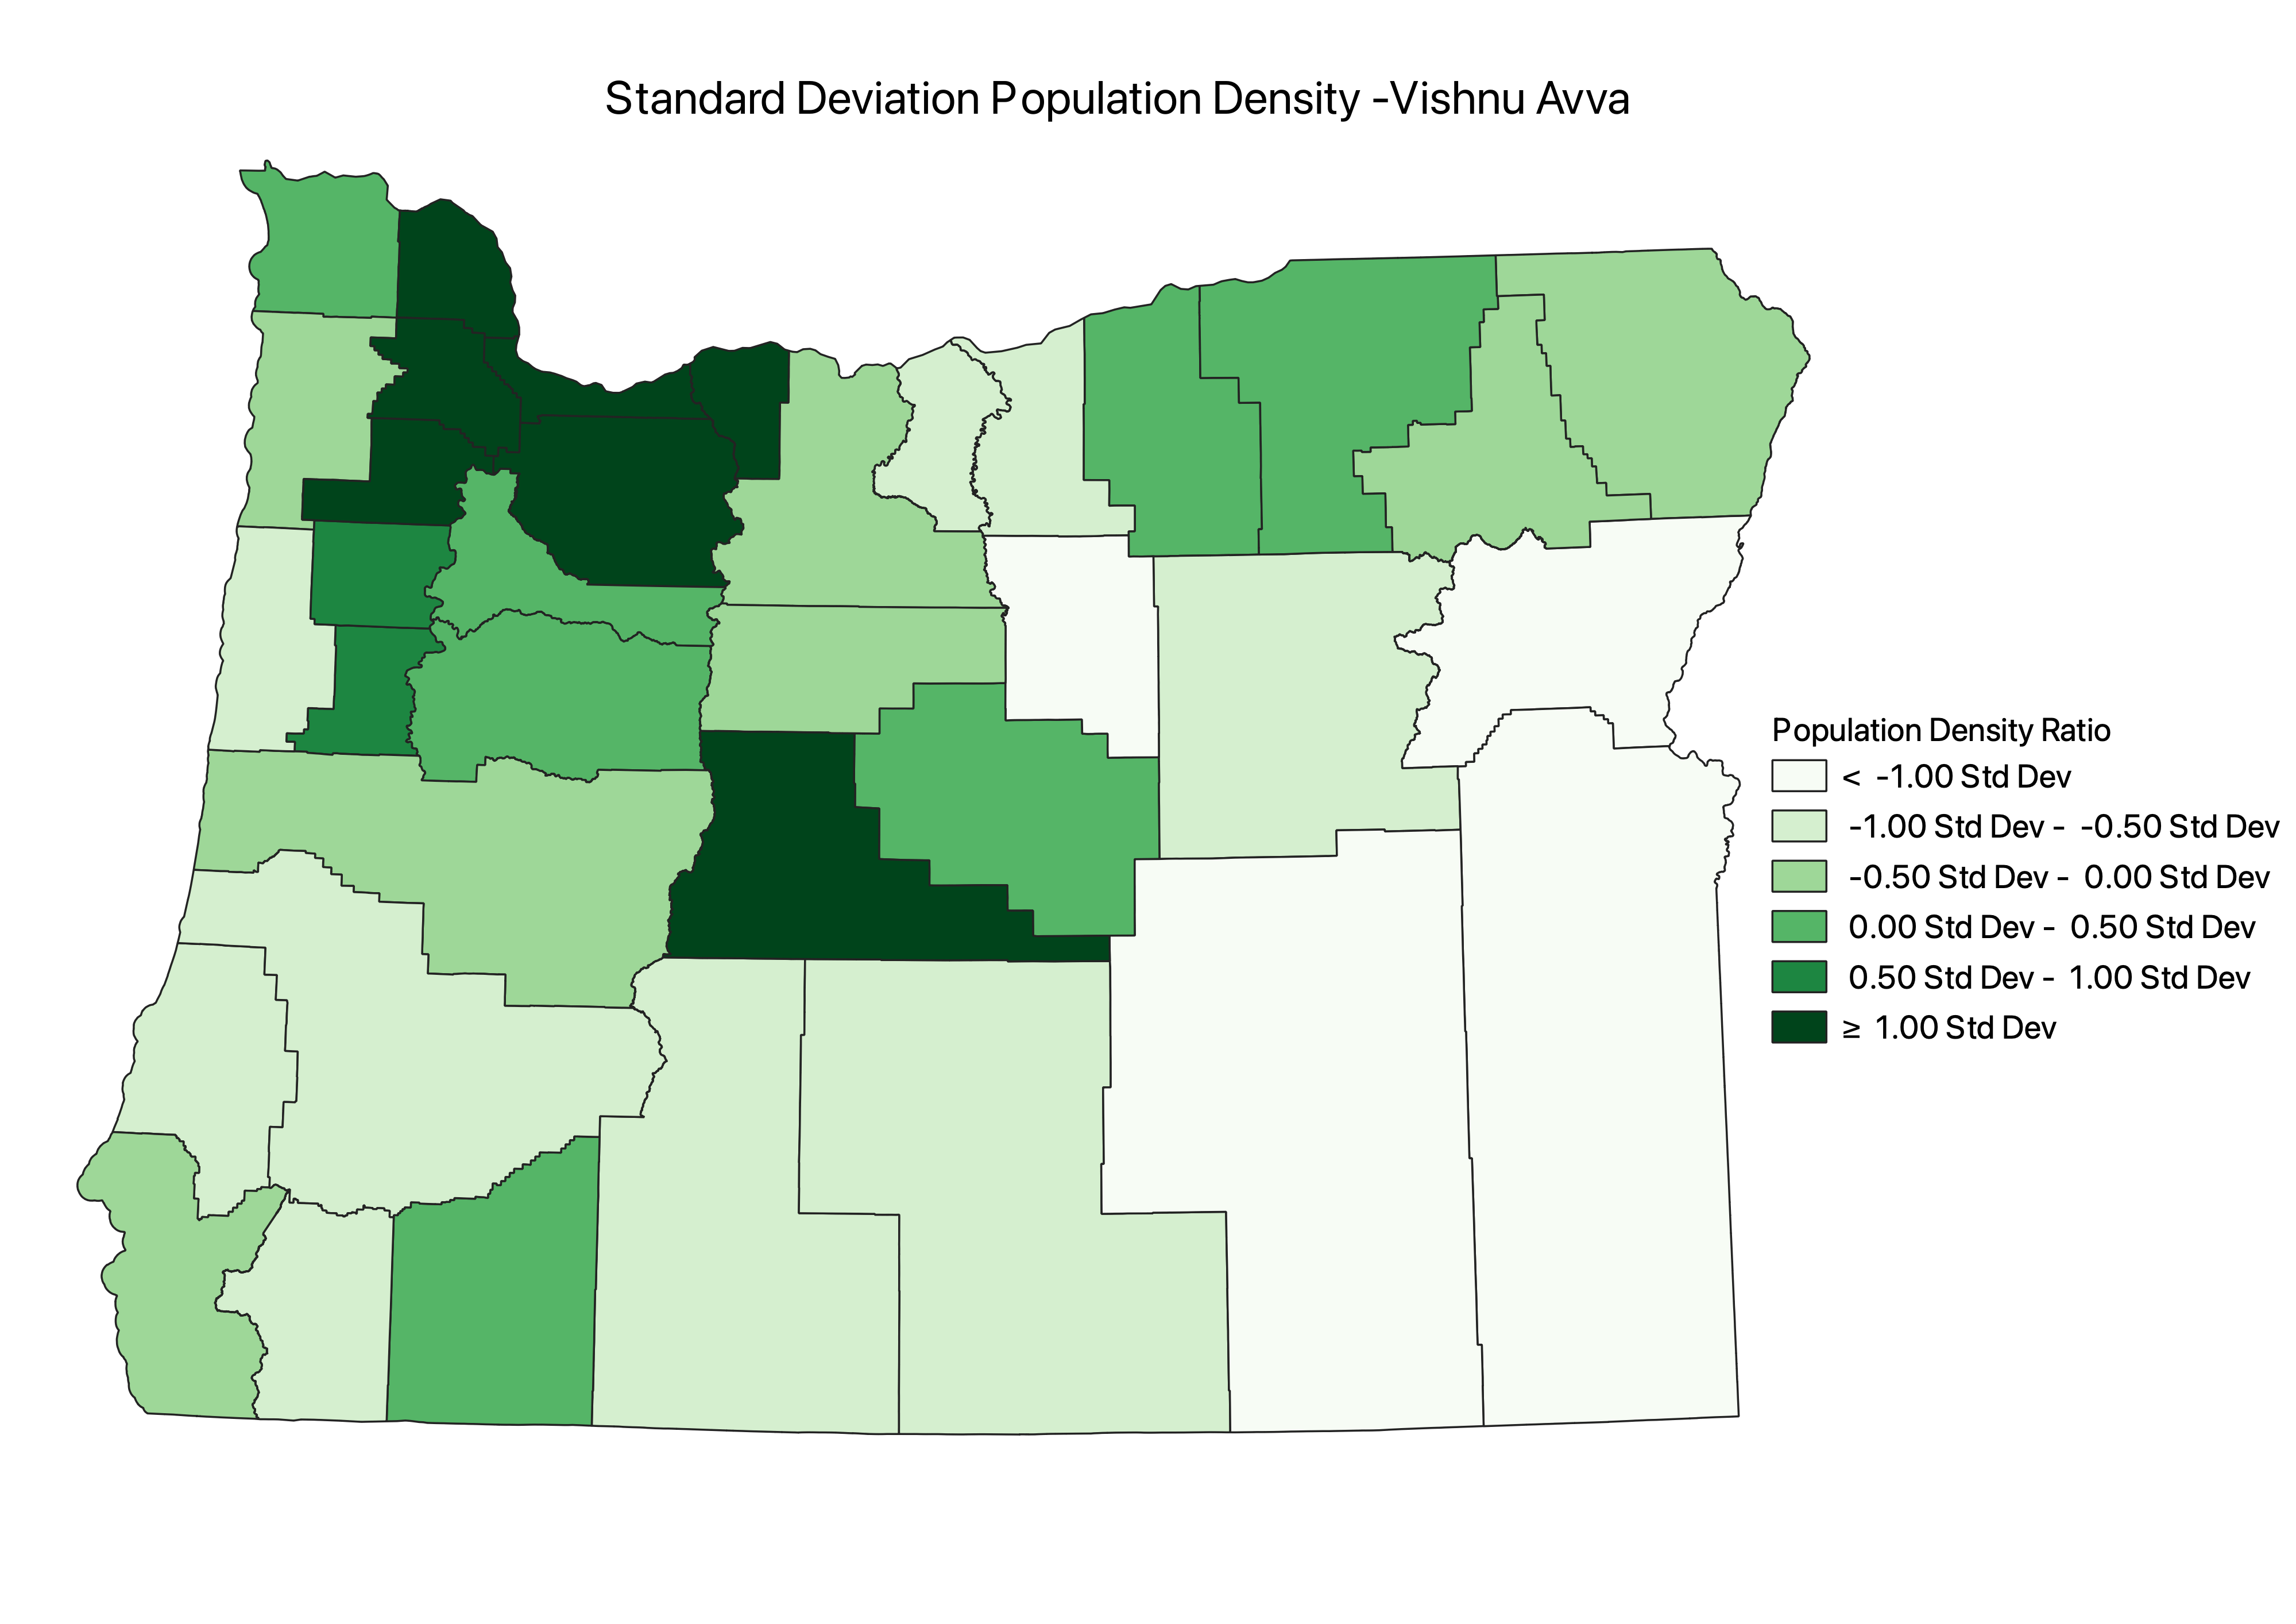 Standard Deviation Population Density -Vishnu Avva
Population Density Ratio
< -1.00 Std Dev
-1.00 Std Dev - -0.50 Std Dev
-0.50 Std Dev - 0.00 Std Dev
0.00 Std Dev - 0.50 Std Dev
0.50 Std Dev - 1.00 Std Dev
≥ 1.00 Std Dev